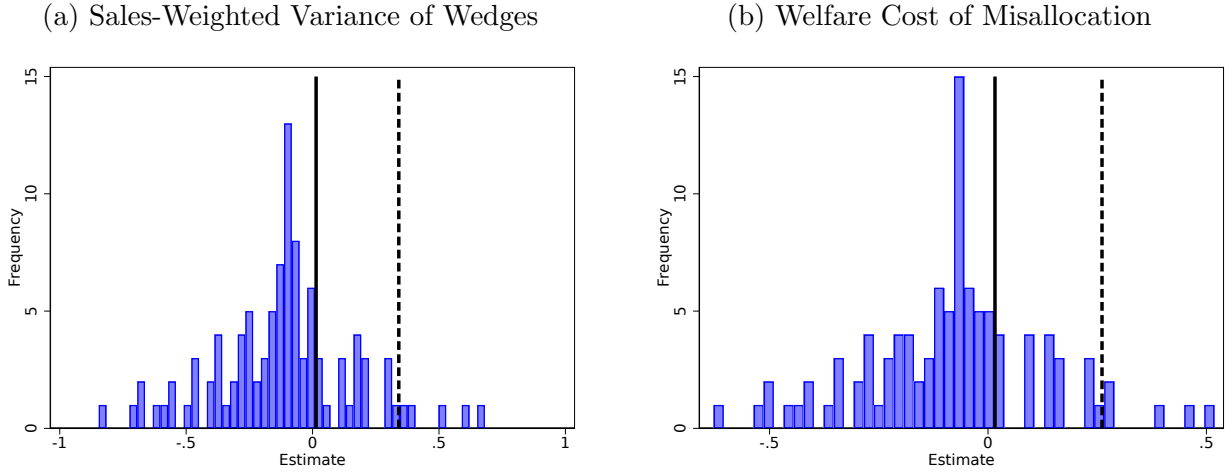 (a) Sales-Weighted Variance of Wedges
(b) Welfare Cost of Misallocation
15
10
5
0
Frequency
-1
-.5
0
.5
1
Estimate
15
10
5
0
Frequency
-.5
0
.5
Estimate